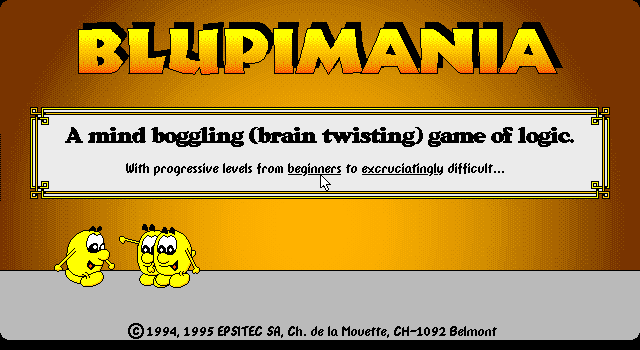 BLUPIMANIA
A mind boggling (brain twisting) game of logic.
With progressive levels from beginners to excruciatingly difficult...
©1994, 1995 EPSITEC SA, Ch. de la Mouette, CH-1092 Belmont